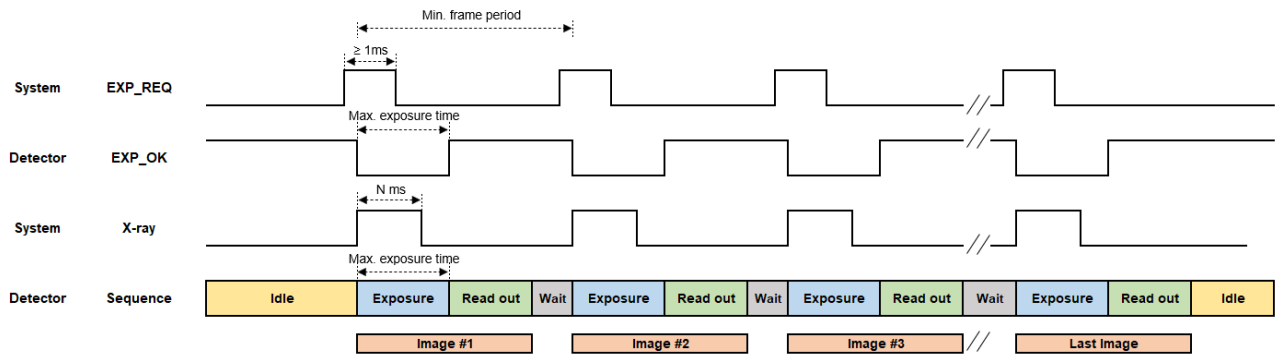 Min. frame period
≥ 1ms
System EXP_REQ
Max. exposure time
Detector EXP_OK
N ms
System X-ray
Max. exposure time
Detector Sequence Idle Exposure Read out Wait Exposure Read out Wait Exposure Read out Wait Exposure Read out Idle
Image #1 Image #2 Image #3 Last Image